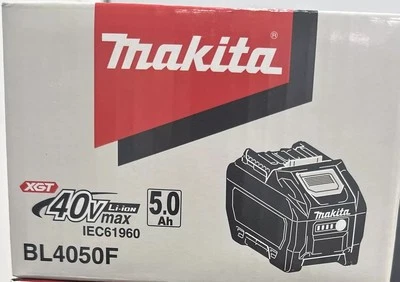 makita®
XGT
40v max Li-ion
5.0 Ah
IEC61960
makita
BL4050F